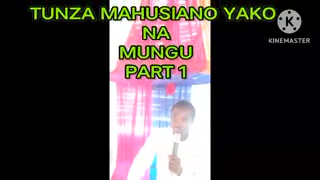 TUNZA MAHUSIANO YAKO
NA
MUNGU
PART 1
KINEMASTER